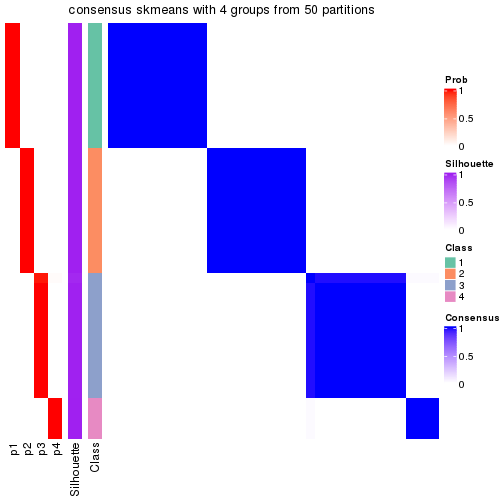 consensus skmeans with 4 groups from 50 partitions
Prob
1
0.5
0
Silhouette
1
0.5
0
Class
1
2
3
4
Consensus
1
0.5
0
p1
p2
p3
p4
Silhouette
Class